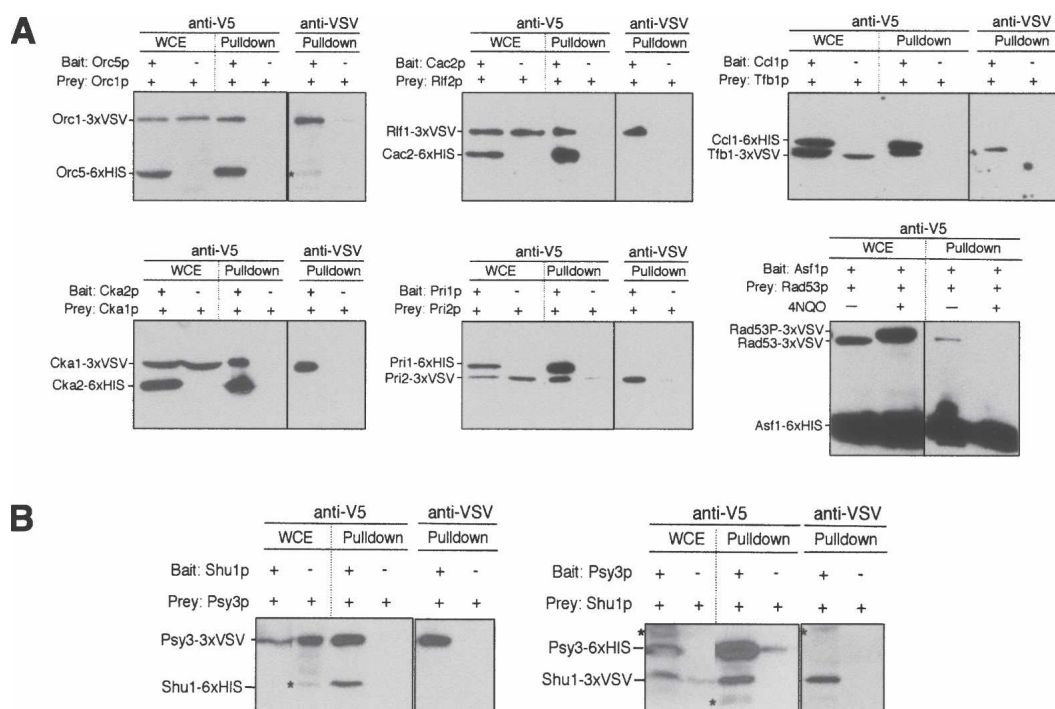 A
anti-V5 anti-VSV
WCE Pulldown Pulldown
Bait: Orc5p + - + - + -
Prey: Orc1p + + + + + +
Orc1-3xVSV
Orc5-6xHIS
*
anti-V5 anti-VSV
WCE Pulldown Pulldown
Bait: Cac2p + - + - + -
Prey: Rlf2p + + + + + +
Rlf1-3xVSV
Cac2-6xHIS
anti-V5 anti-VSV
WCE Pulldown Pulldown
Bait: Ccl1p + - + - + -
Prey: Tfb1p + + + + + +
Ccl1-6xHIS
Tfb1-3xVSV
anti-V5 anti-VSV
WCE Pulldown Pulldown
Bait: Cka2p + - + - + -
Prey: Cka1p + + + + + +
Cka1-3xVSV
Cka2-6xHIS
anti-V5 anti-VSV
WCE Pulldown Pulldown
Bait: Pri1p + - + - + -
Prey: Pri2p + + + + + +
Pri1-6xHIS
Pri2-3xVSV
anti-V5
WCE Pulldown
Bait: Asf1p + + + +
Prey: Rad53p + + + +
4NQO — + — +
Rad53P-3xVSV
Rad53-3xVSV
Asf1-6xHIS
B
anti-V5 anti-VSV
WCE Pulldown Pulldown
Bait: Shu1p + - + - + -
Prey: Psy3p + + + + + +
Psy3-3xVSV
Shu1-6xHIS *
anti-V5 anti-VSV
WCE Pulldown Pulldown
Bait: Psy3p + - + - + -
Prey: Shu1p + + + + + +
* *
Psy3-6xHIS
Shu1-3xVSV
*